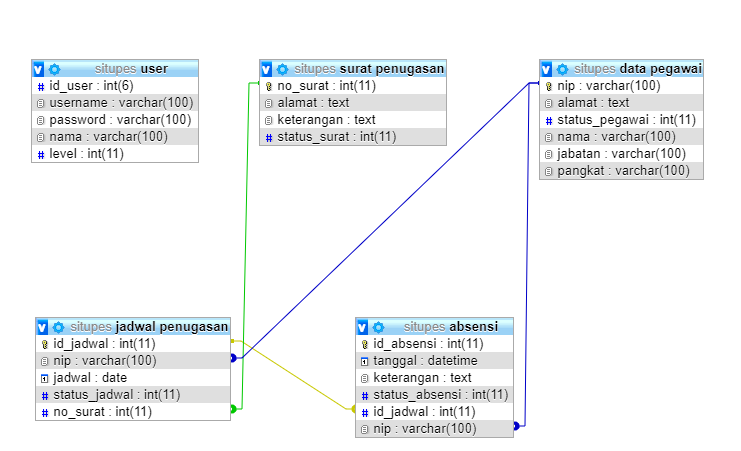 situpes user
id_user : int(6)
username : varchar(100)
password : varchar(100)
nama : varchar(100)
level : int(11)
situpes surat penugasan
no_surat : int(11)
alamat : text
keterangan : text
status_surat : int(11)
situpes data pegawai
nip : varchar(100)
alamat : text
status_pegawai : int(11)
nama : varchar(100)
jabatan : varchar(100)
pangkat : varchar(100)
situpes jadwal penugasan
id_jadwal : int(11)
nip : varchar(100)
jadwal : date
status_jadwal : int(11)
no_surat : int(11)
situpes absensi
id_absensi : int(11)
tanggal : datetime
keterangan : text
status_absensi : int(11)
id_jadwal : int(11)
nip : varchar(100)